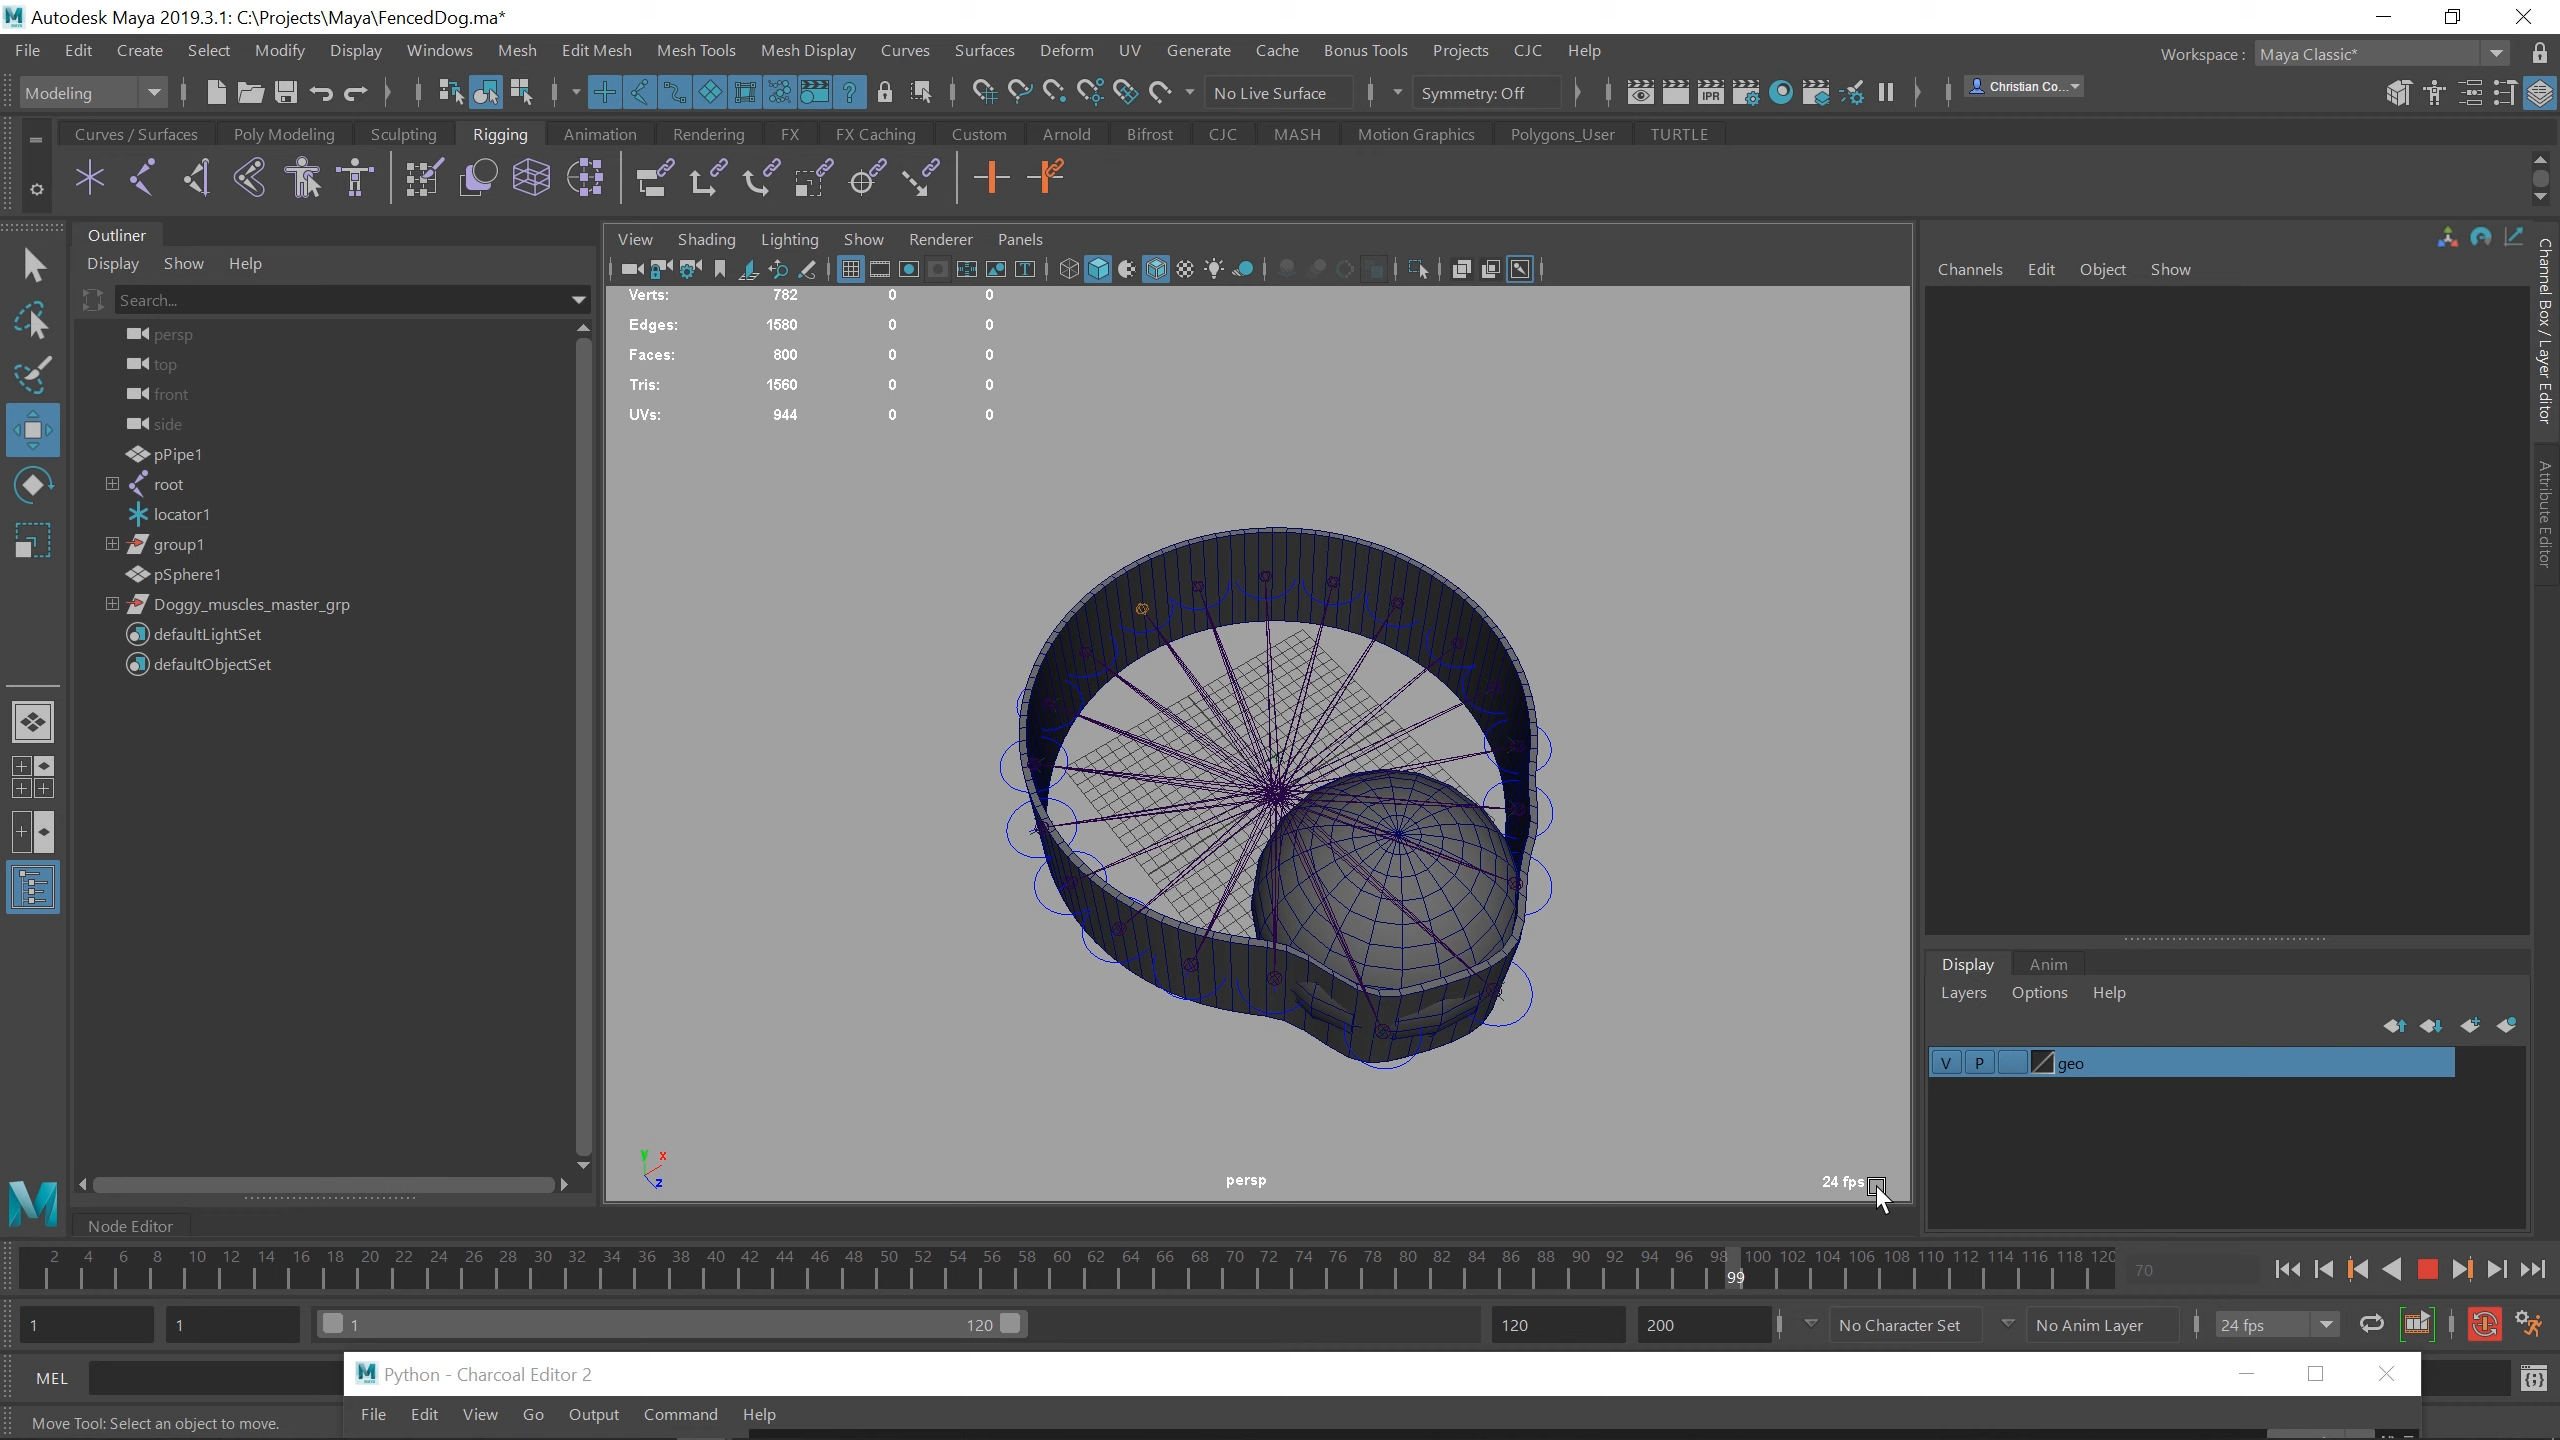 Autodesk Maya 2019.3.1: C:\Projects\Maya\FencedDog.ma*
File Edit Create Select Modify Display Windows Mesh Edit Mesh Mesh Tools Mesh Display Curves Surfaces Deform UV Generate Cache Bonus Tools Projects CJC Help
Workspace : Maya Classic*
Modeling
No Live Surface
Symmetry: Off
IPR
Christian Co...
Curves / Surfaces Poly Modeling Sculpting Rigging Animation Rendering FX FX Caching Custom Arnold Bifrost CJC MASH Motion Graphics Polygons_User TURTLE
Outliner
Display Show Help
Search...
persp
top
front
side
pPipe1
root
locator1
group1
pSphere1
Doggy_muscles_master_grp
defaultLightSet
defaultObjectSet
Node Editor
View Shading Lighting Show Renderer Panels
Verts: 782 0 0
Edges: 1580 0 0
Faces: 800 0 0
Tris: 1560 0 0
UVs: 944 0 0
y x
z
persp
24 fps
Channels Edit Object Show
Channel Box / Layer Editor
Attribute Editor
Display Anim
Layers Options Help
V P geo
2 4 6 8 10 12 14 16 18 20 22 24 26 28 30 32 34 36 38 40 42 44 46 48 50 52 54 56 58 60 62 64 66 68 70 72 74 76 78 80 82 84 86 88 90 92 94 96 98 100 102 104 106 108 110 112 114 116 118 120
99
70
1 1 1 120 120 200 No Character Set No Anim Layer 24 fps
MEL
Python - Charcoal Editor 2
File Edit View Go Output Command Help
Move Tool: Select an object to move.